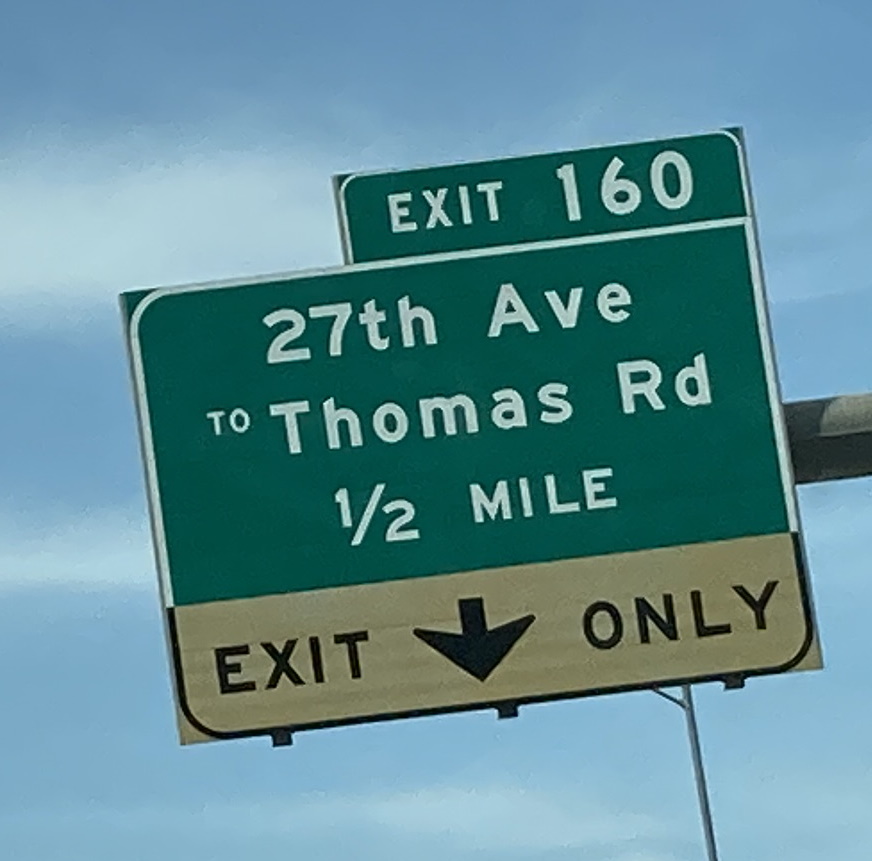 EXIT 160
27th Ave
TO Thomas Rd
1/2 MILE
EXIT ONLY